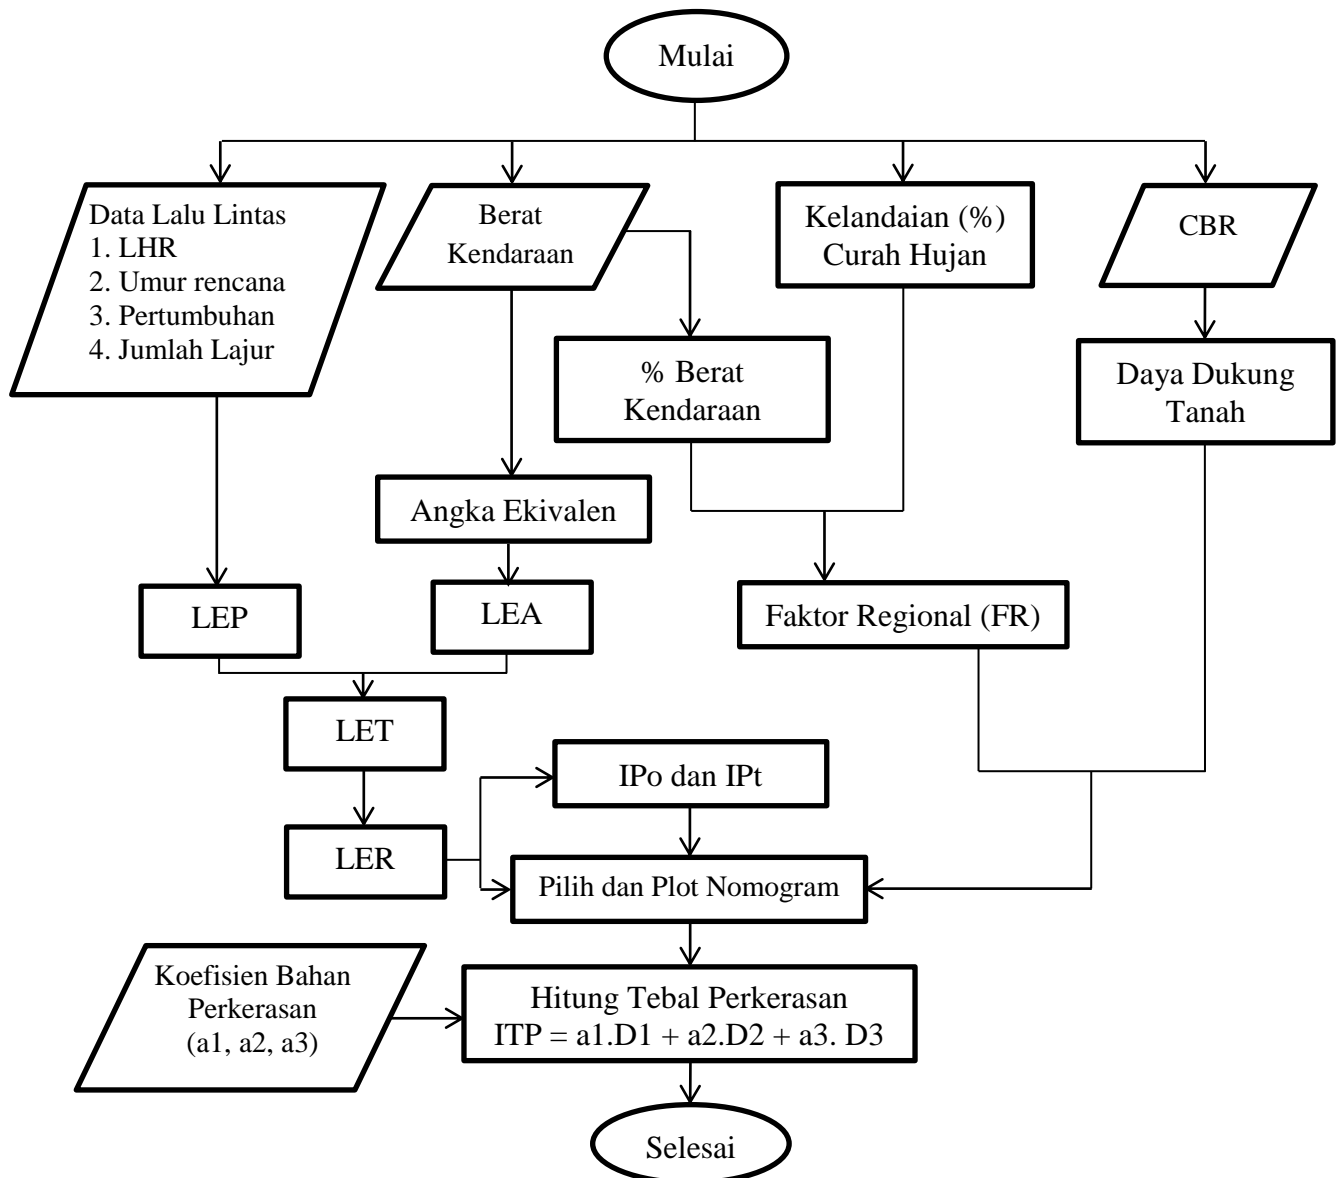 Mulai
Data Lalu Lintas
1. LHR
2. Umur rencana
3. Pertumbuhan
4. Jumlah Lajur
Berat
Kendaraan
Kelandaian (%)
Curah Hujan
CBR
% Berat
Kendaraan
Daya Dukung
Tanah
Angka Ekivalen
LEP
LEA
Faktor Regional (FR)
LET
IPo dan IPt
LER
Pilih dan Plot Nomogram
Koefisien Bahan
Perkerasan
(a1, a2, a3)
Hitung Tebal Perkerasan
ITP = a1.D1 + a2.D2 + a3. D3
Selesai